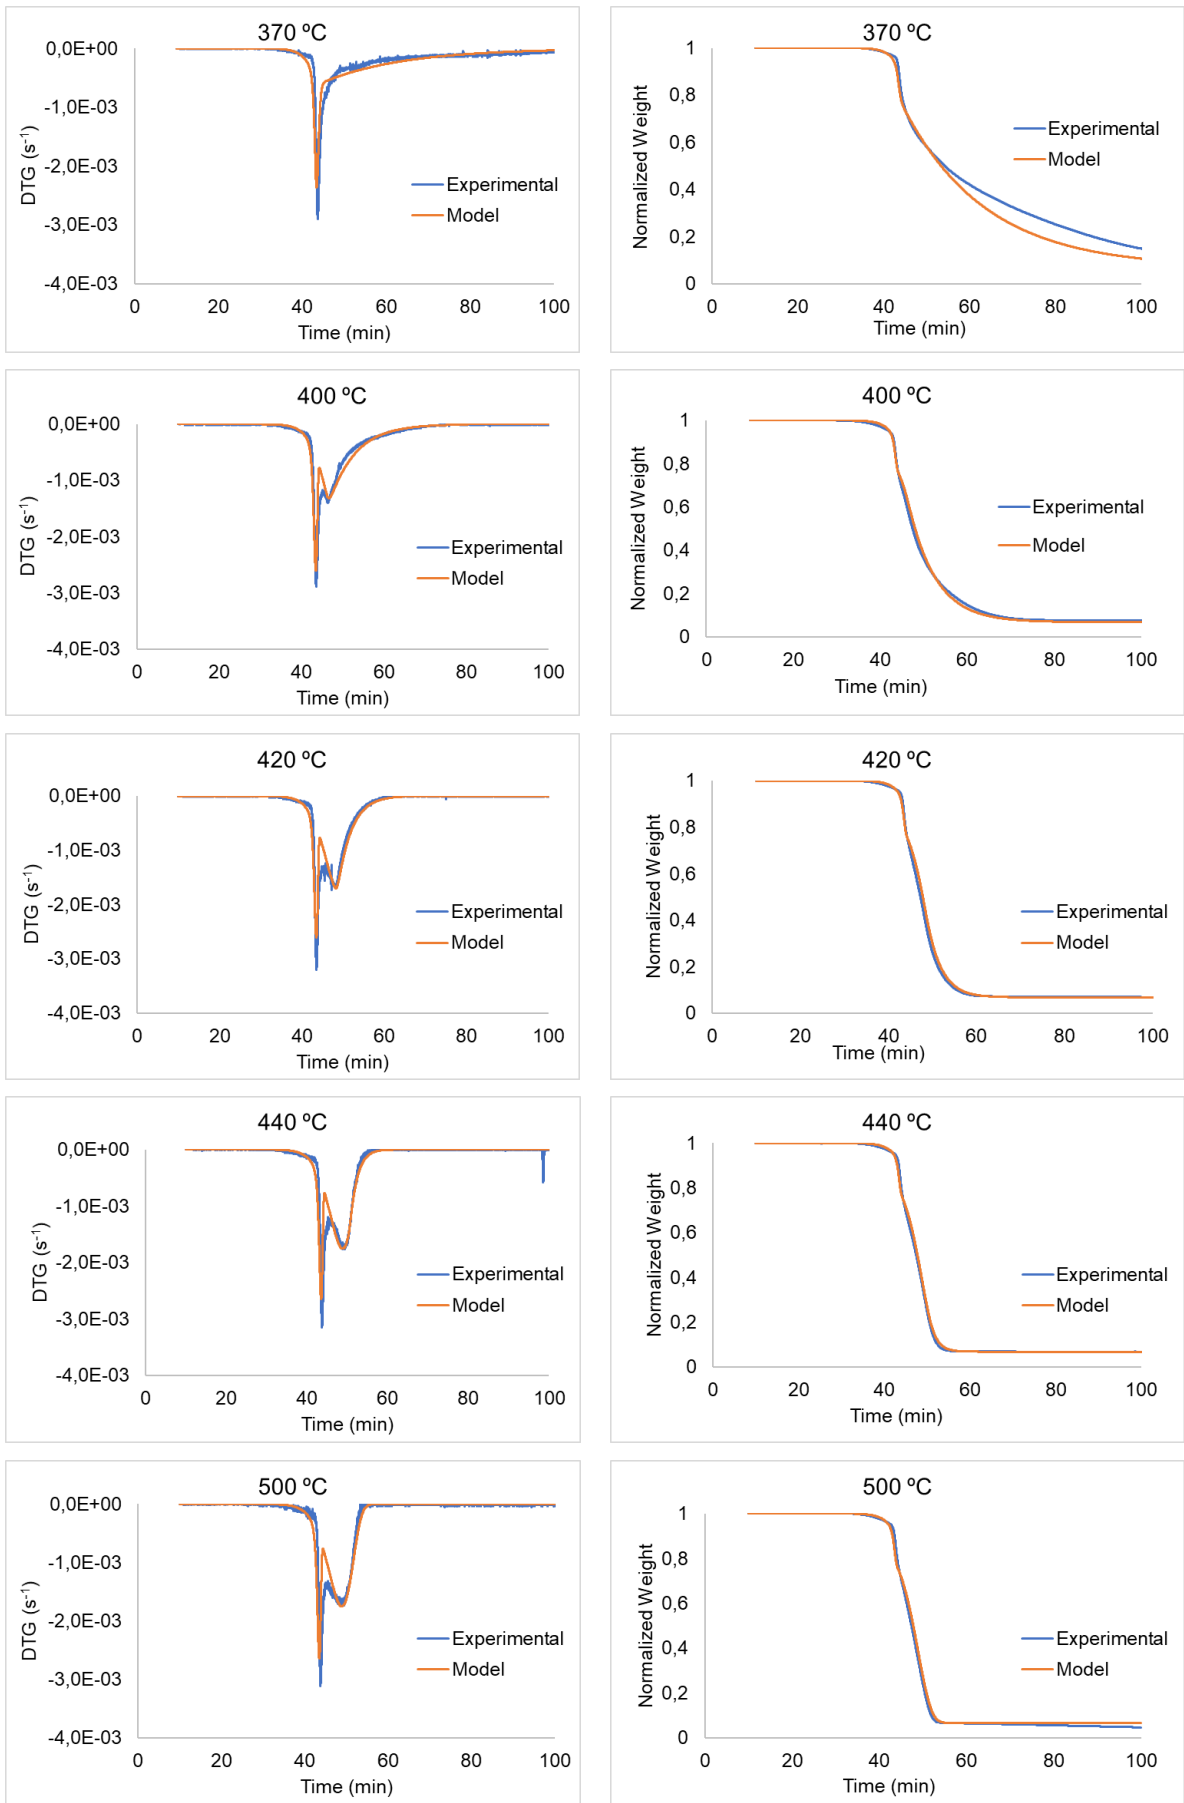 370 ºC
0,0E+00
-1,0E-03
-2,0E-03
-3,0E-03
-4,0E-03
DTG (s⁻¹)
Experimental
Model
0 20 40 60 80 100
Time (min)
370 ºC
1
0,8
0,6
0,4
0,2
0
Normalized Weight
Experimental
Model
0 20 40 60 80 100
Time (min)
400 ºC
0,0E+00
-1,0E-03
-2,0E-03
-3,0E-03
-4,0E-03
DTG (s⁻¹)
Experimental
Model
0 20 40 60 80 100
Time (min)
400 ºC
1
0,8
0,6
0,4
0,2
0
Normalized Weight
Experimental
Model
0 20 40 60 80 100
Time (min)
420 ºC
0,0E+00
-1,0E-03
-2,0E-03
-3,0E-03
-4,0E-03
DTG (s⁻¹)
Experimental
Model
0 20 40 60 80 100
Time (min)
420 ºC
1
0,8
0,6
0,4
0,2
0
Normalized Weight
Experimental
Model
0 20 40 60 80 100
Time (min)
440 ºC
0,0E+00
-1,0E-03
-2,0E-03
-3,0E-03
-4,0E-03
DTG (s⁻¹)
Experimental
Model
0 20 40 60 80 100
Time (min)
440 ºC
1
0,8
0,6
0,4
0,2
0
Normalized Weight
Experimental
Model
0 20 40 60 80 100
Time (min)
500 ºC
0,0E+00
-1,0E-03
-2,0E-03
-3,0E-03
-4,0E-03
DTG (s⁻¹)
Experimental
Model
0 20 40 60 80 100
Time (min)
500 ºC
1
0,8
0,6
0,4
0,2
0
Normalized Weight
Experimental
Model
0 20 40 60 80 100
Time (min)